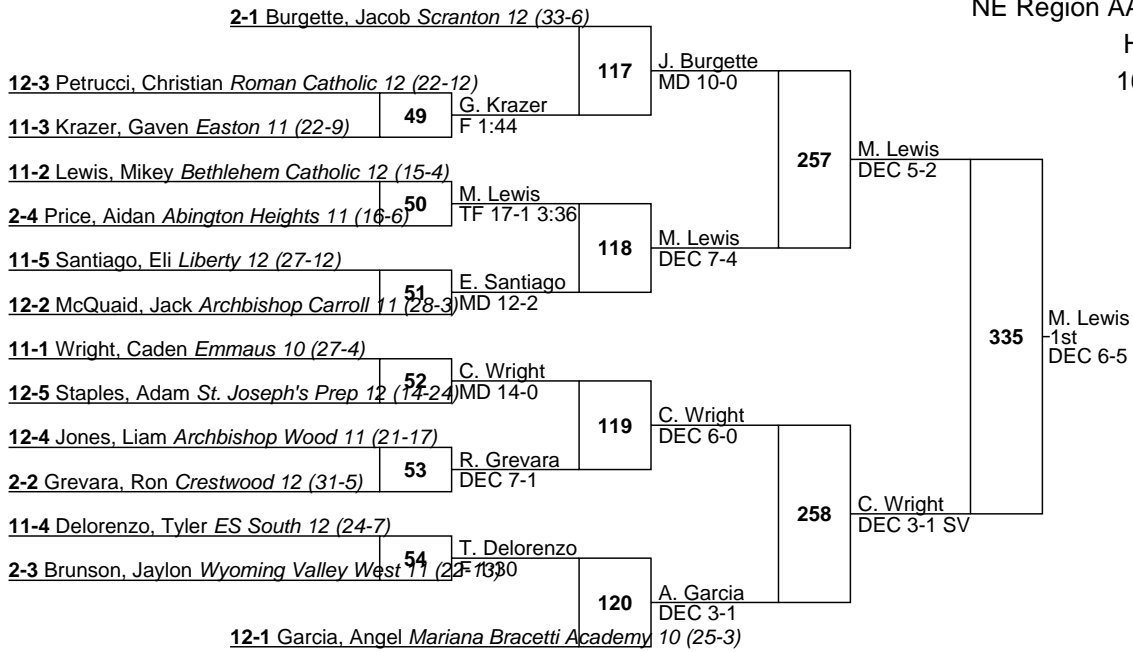 NE Region AA
H
2-1 Burgette, Jacob Scranton 12 (33-6)
117
J. Burgette
MD 10-0
12-3 Petrucci, Christian Roman Catholic 12 (22-12)
49
G. Krazer
F 1:44
11-3 Krazer, Gaven Easton 11 (22-9)
257
M. Lewis
DEC 5-2
11-2 Lewis, Mikey Bethlehem Catholic 12 (15-4)
50
M. Lewis
TF 17-1 3:36
2-4 Price, Aidan Abington Heights 11 (16-6)
118
M. Lewis
DEC 7-4
11-5 Santiago, Eli Liberty 12 (27-12)
51
E. Santiago
MD 12-2
12-2 McQuaid, Jack Archbishop Carroll 11 (28-3)
335
M. Lewis
1st
DEC 6-5
11-1 Wright, Caden Emmaus 10 (27-4)
52
C. Wright
MD 14-0
12-5 Staples, Adam St. Joseph's Prep 12 (14-24)
119
C. Wright
DEC 6-0
12-4 Jones, Liam Archbishop Wood 11 (21-17)
53
R. Grevara
DEC 7-1
2-2 Grevara, Ron Crestwood 12 (31-5)
258
C. Wright
DEC 3-1 SV
11-4 Delorenzo, Tyler ES South 12 (24-7)
54
T. Delorenzo
F 1:30
2-3 Brunson, Jaylon Wyoming Valley West 11 (22-13)
120
A. Garcia
DEC 3-1
12-1 Garcia, Angel Mariana Bracetti Academy 10 (25-3)